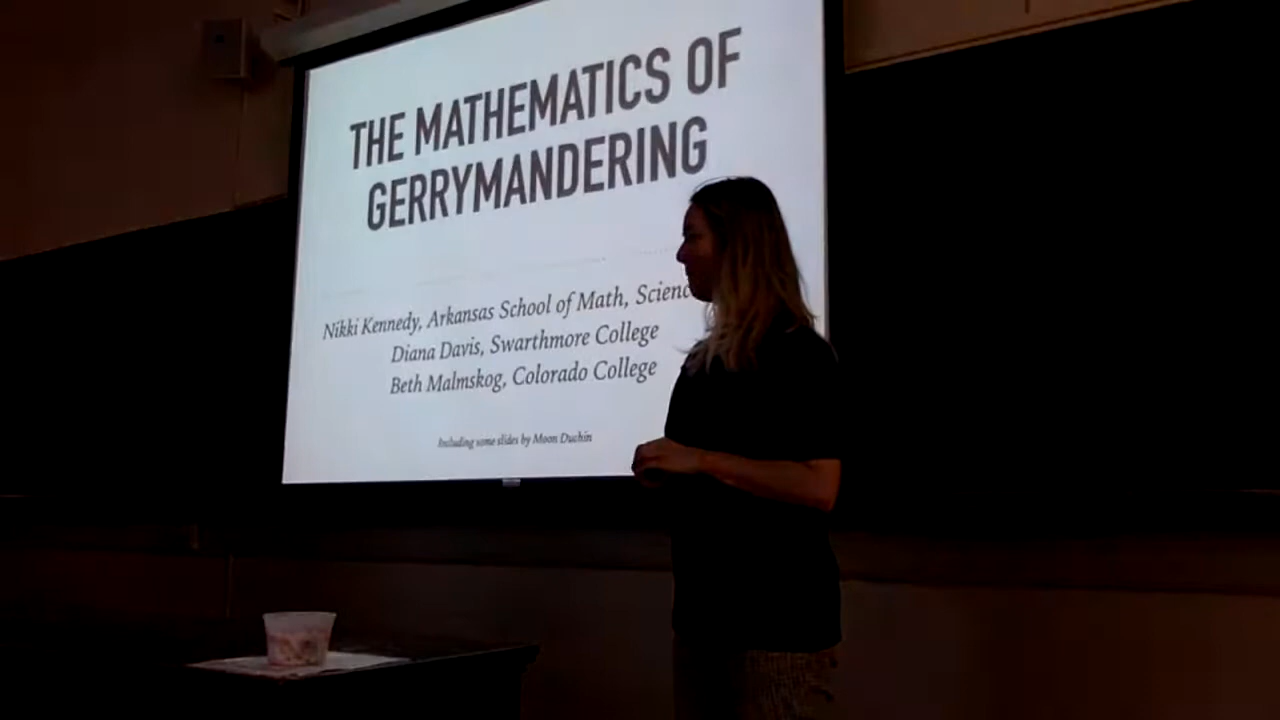 THE MATHEMATICS OF
GERRYMANDERING
Nikki Kennedy, Arkansas School of Math, Scienc
Diana Davis, Swarthmore College
Beth Malmskog, Colorado College
Including some slides by Moon Duchin